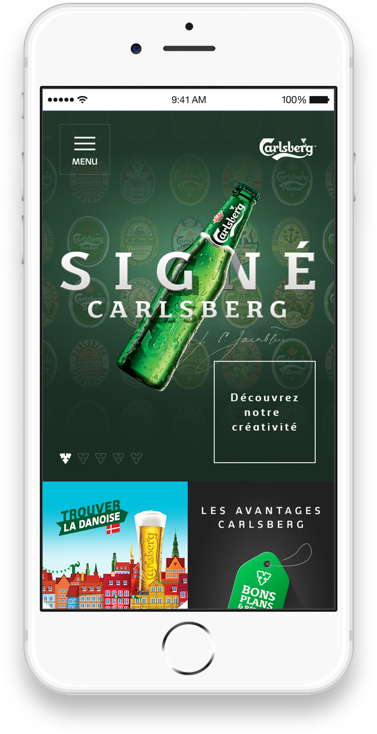 9:41 AM
100%
MENU
Carlsberg
Carlsberg
SIGNÉ
CARLSBERG
Découvrez
notre
créativité
TROUVER
LA DANOISE
Carlsberg
LES AVANTAGES
CARLSBERG
BONS
PLANS